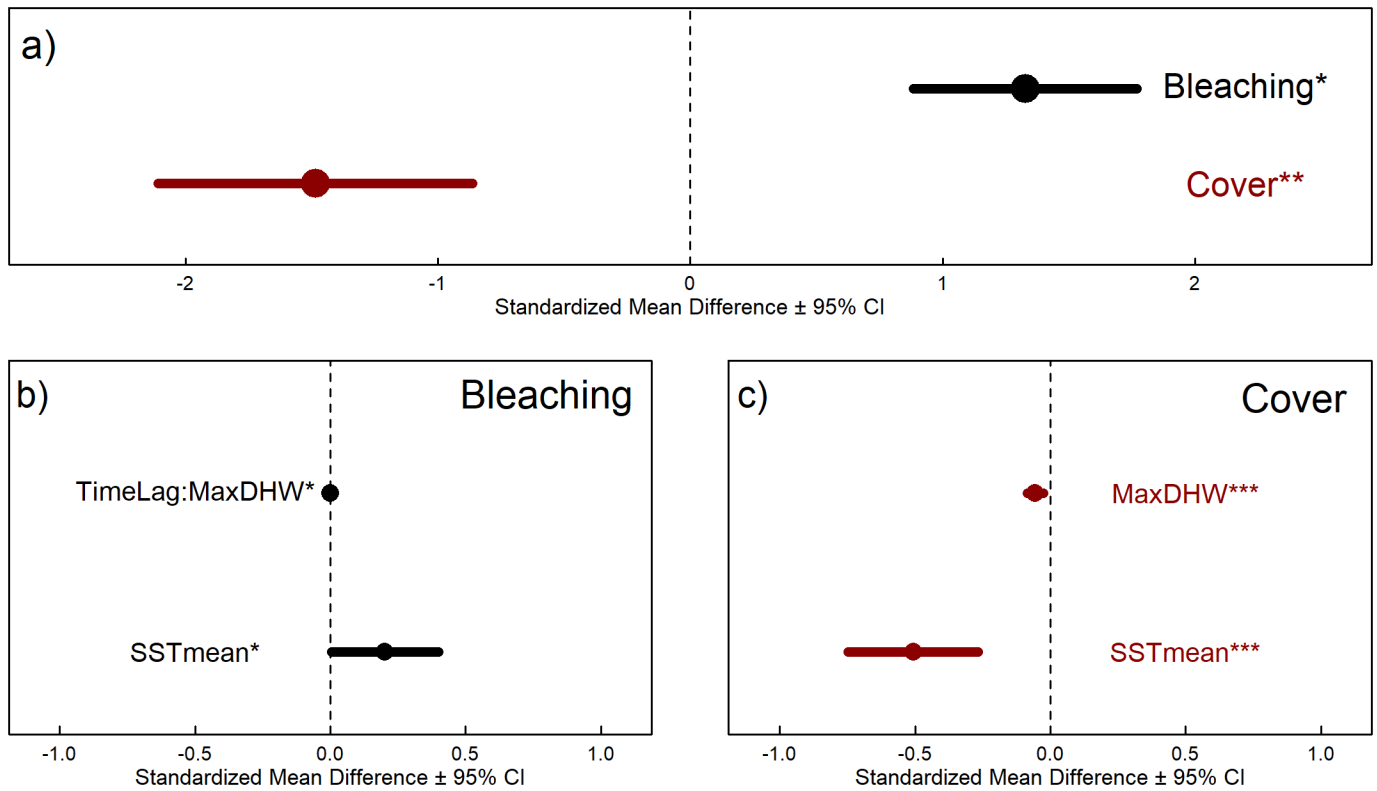 a)
Bleaching*
Cover**
-2 -1 0 1 2
Standardized Mean Difference ± 95% CI
b) Bleaching
TimeLag:MaxDHW*
SSTmean*
-1.0 -0.5 0.0 0.5 1.0
Standardized Mean Difference ± 95% CI
c) Cover
MaxDHW***
SSTmean***
-1.0 -0.5 0.0 0.5 1.0
Standardized Mean Difference ± 95% CI